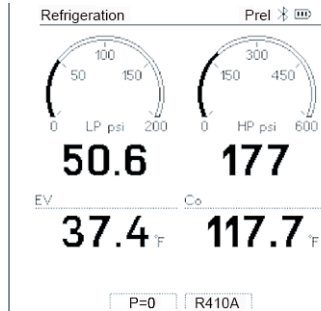 Refrigeration Prel
100 300
50 150 150 450
0 LP psi 200 0 HP psi 600
50.6 177
EV Co
37.4 °F 117.7 °F
P=0 R410A